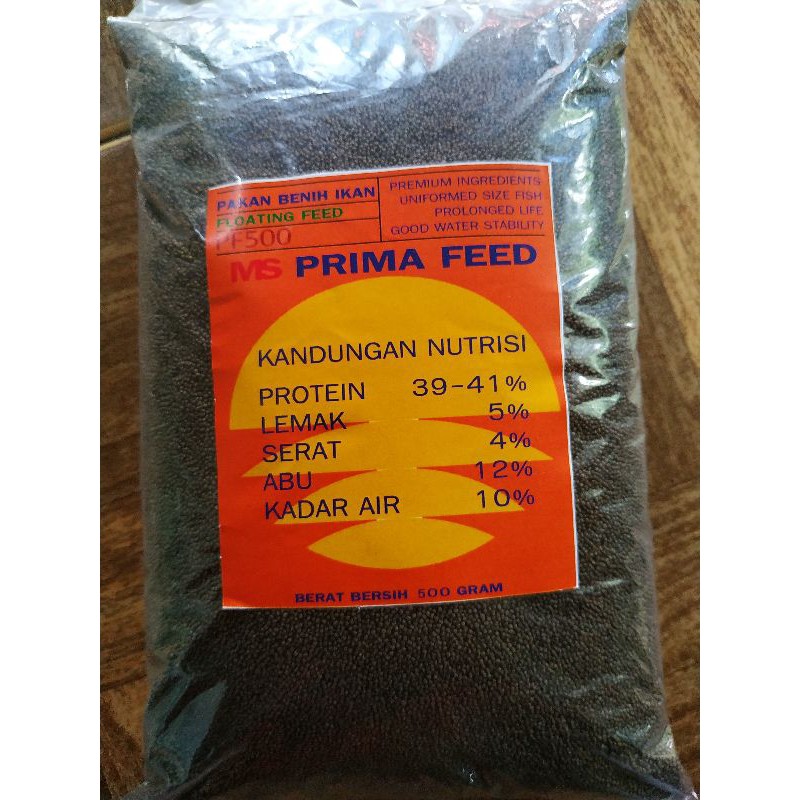 PAKAN BENIH IKAN
FLOATING FEED
PF500
PREMIUM INGREDIENTS
UNIFORMED SIZE FISH
PROLONGED LIFE
GOOD WATER STABILITY
MS PRIMA FEED
KANDUNGAN NUTRISI
PROTEIN 39-41%
LEMAK 5%
SERAT 4%
ABU 12%
KADAR AIR 10%
BERAT BERSIH 500 GRAM